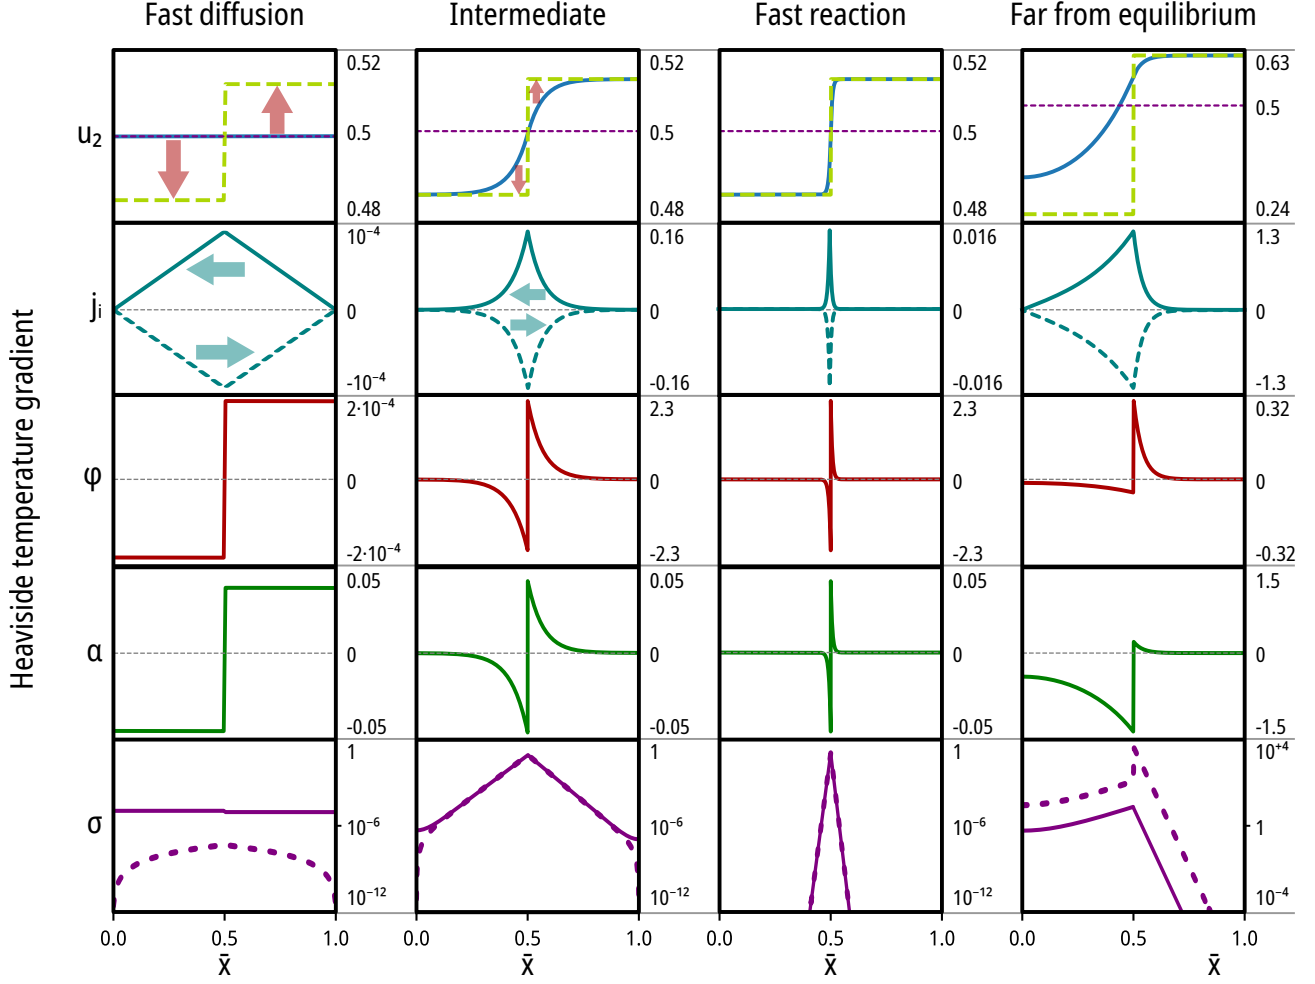 Fast diffusion Intermediate Fast reaction Far from equilibrium
Heaviside temperature gradient
u₂
0.52 0.52 0.52 0.63
0.5 0.5 0.5 0.5
0.48 0.48 0.48 0.24
jᵢ
10⁻⁴ 0.16 0.016 1.3
0 0 0 0
-10⁻⁴ -0.16 -0.016 -1.3
φ
2·10⁻⁴ 2.3 2.3 0.32
0 0 0 0
-2·10⁻⁴ -2.3 -2.3 -0.32
α
0.05 0.05 0.05 1.5
0 0 0 0
-0.05 -0.05 -0.05 -1.5
σ
1 1 1 10⁺⁴
10⁻⁶ 10⁻⁶ 10⁻⁶ 1
10⁻¹² 10⁻¹² 10⁻¹² 10⁻⁴
0.0 0.5 1.0 0.0 0.5 1.0 0.0 0.5 1.0 0.0 0.5 1.0
x̄ x̄ x̄ x̄